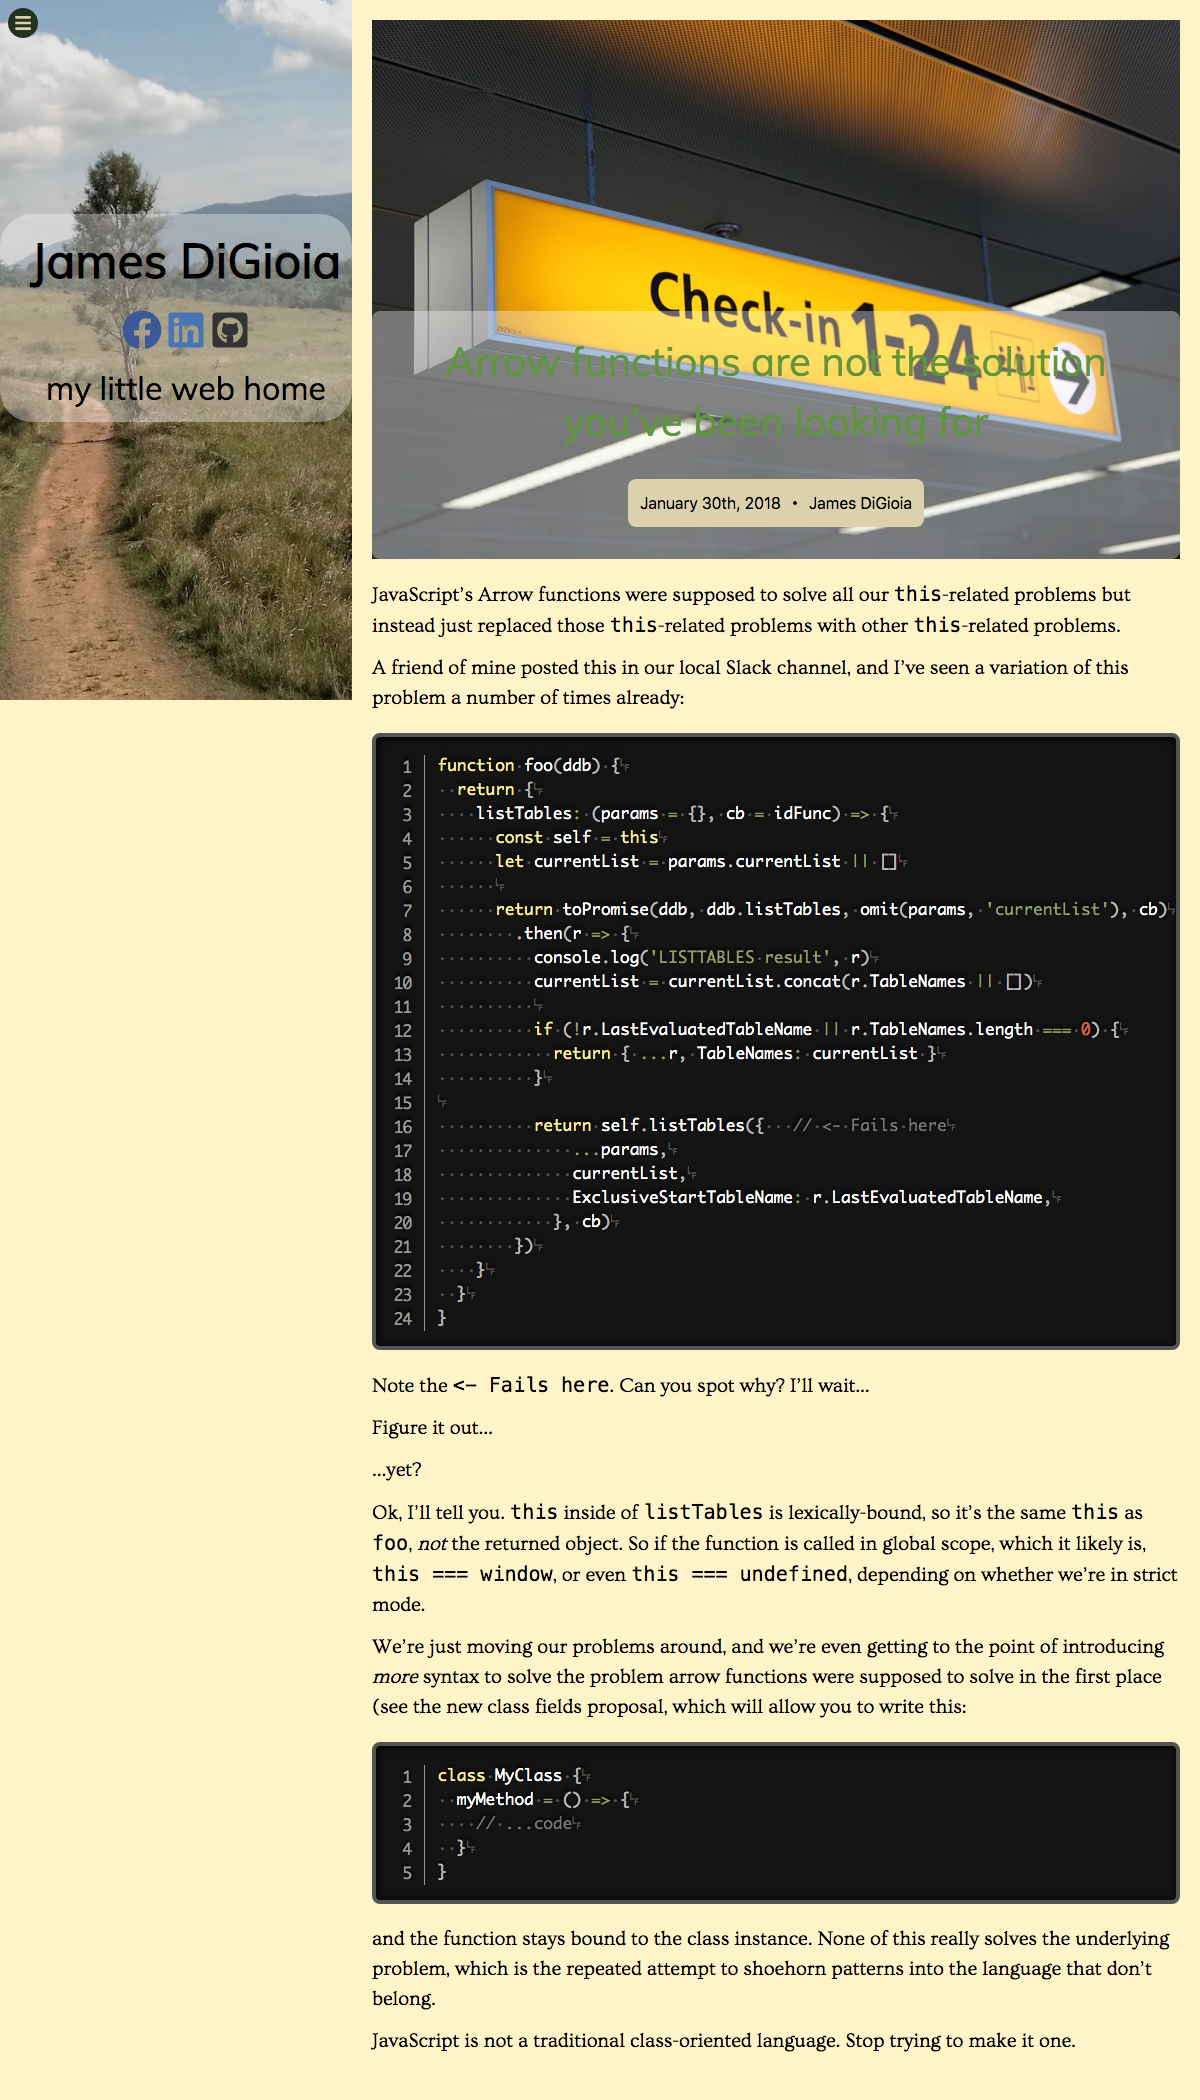 James DiGioia
my little web home
Check-in 1-24
Arrow functions are not the solution
you've been looking for
January 30th, 2018 • James DiGioia
JavaScript’s Arrow functions were supposed to solve all our this-related problems but
instead just replaced those this-related problems with other this-related problems.
A friend of mine posted this in our local Slack channel, and I’ve seen a variation of this
problem a number of times already:
1 function foo(ddb) {
2   return {
3     listTables: (params = {}, cb = idFunc) => {
4       const self = this
5       let currentList = params.currentList || []
6
7       return toPromise(ddb, ddb.listTables, omit(params, 'currentList'), cb)
8         .then(r => {
9           console.log('LISTTABLES result', r)
10           currentList = currentList.concat(r.TableNames || [])
11
12           if (!r.LastEvaluatedTableName || r.TableNames.length === 0) {
13             return { ...r, TableNames: currentList }
14           }
15
16           return self.listTables({   // <- Fails here
17               ...params,
18               currentList,
19               ExclusiveStartTableName: r.LastEvaluatedTableName,
20             }, cb)
21         })
22     }
23   }
24 }
Note the <- Fails here. Can you spot why? I’ll wait...
Figure it out...
...yet?
Ok, I’ll tell you. this inside of listTables is lexically-bound, so it’s the same this as
foo, not the returned object. So if the function is called in global scope, which it likely is,
this === window, or even this === undefined, depending on whether we’re in strict
mode.
We’re just moving our problems around, and we’re even getting to the point of introducing
more syntax to solve the problem arrow functions were supposed to solve in the first place
(see the new class fields proposal, which will allow you to write this:
1 class MyClass {
2   myMethod = () => {
3     // ...code
4   }
5 }
and the function stays bound to the class instance. None of this really solves the underlying
problem, which is the repeated attempt to shoehorn patterns into the language that don’t
belong.
JavaScript is not a traditional class-oriented language. Stop trying to make it one.